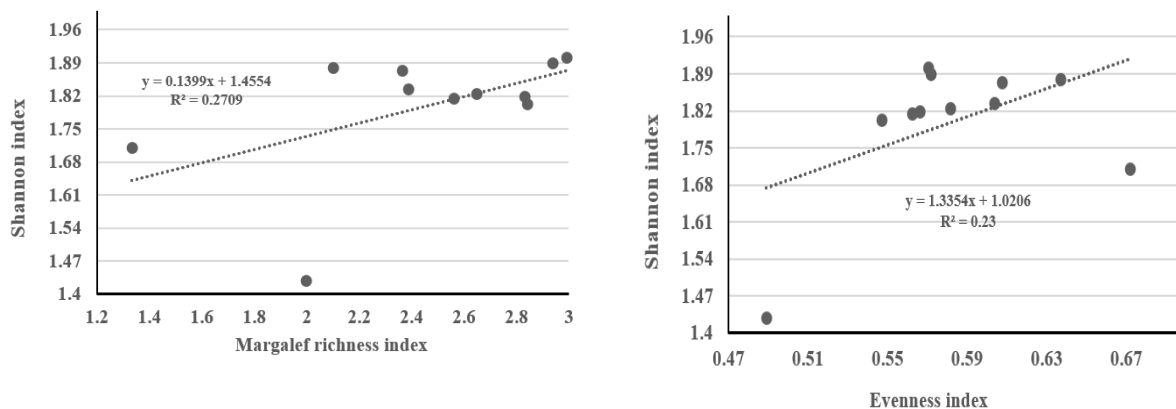 Shannon index
1.96
1.89
1.82
1.75
1.68
1.61
1.54
1.47
1.4
y = 0.1399x + 1.4554
R² = 0.2709
1.2 1.4 1.6 1.8 2 2.2 2.4 2.6 2.8 3
Margalef richness index
Shannon index
1.96
1.89
1.82
1.75
1.68
1.61
1.54
1.47
1.4
y = 1.3354x + 1.0206
R² = 0.23
0.47 0.51 0.55 0.59 0.63 0.67
Evenness index